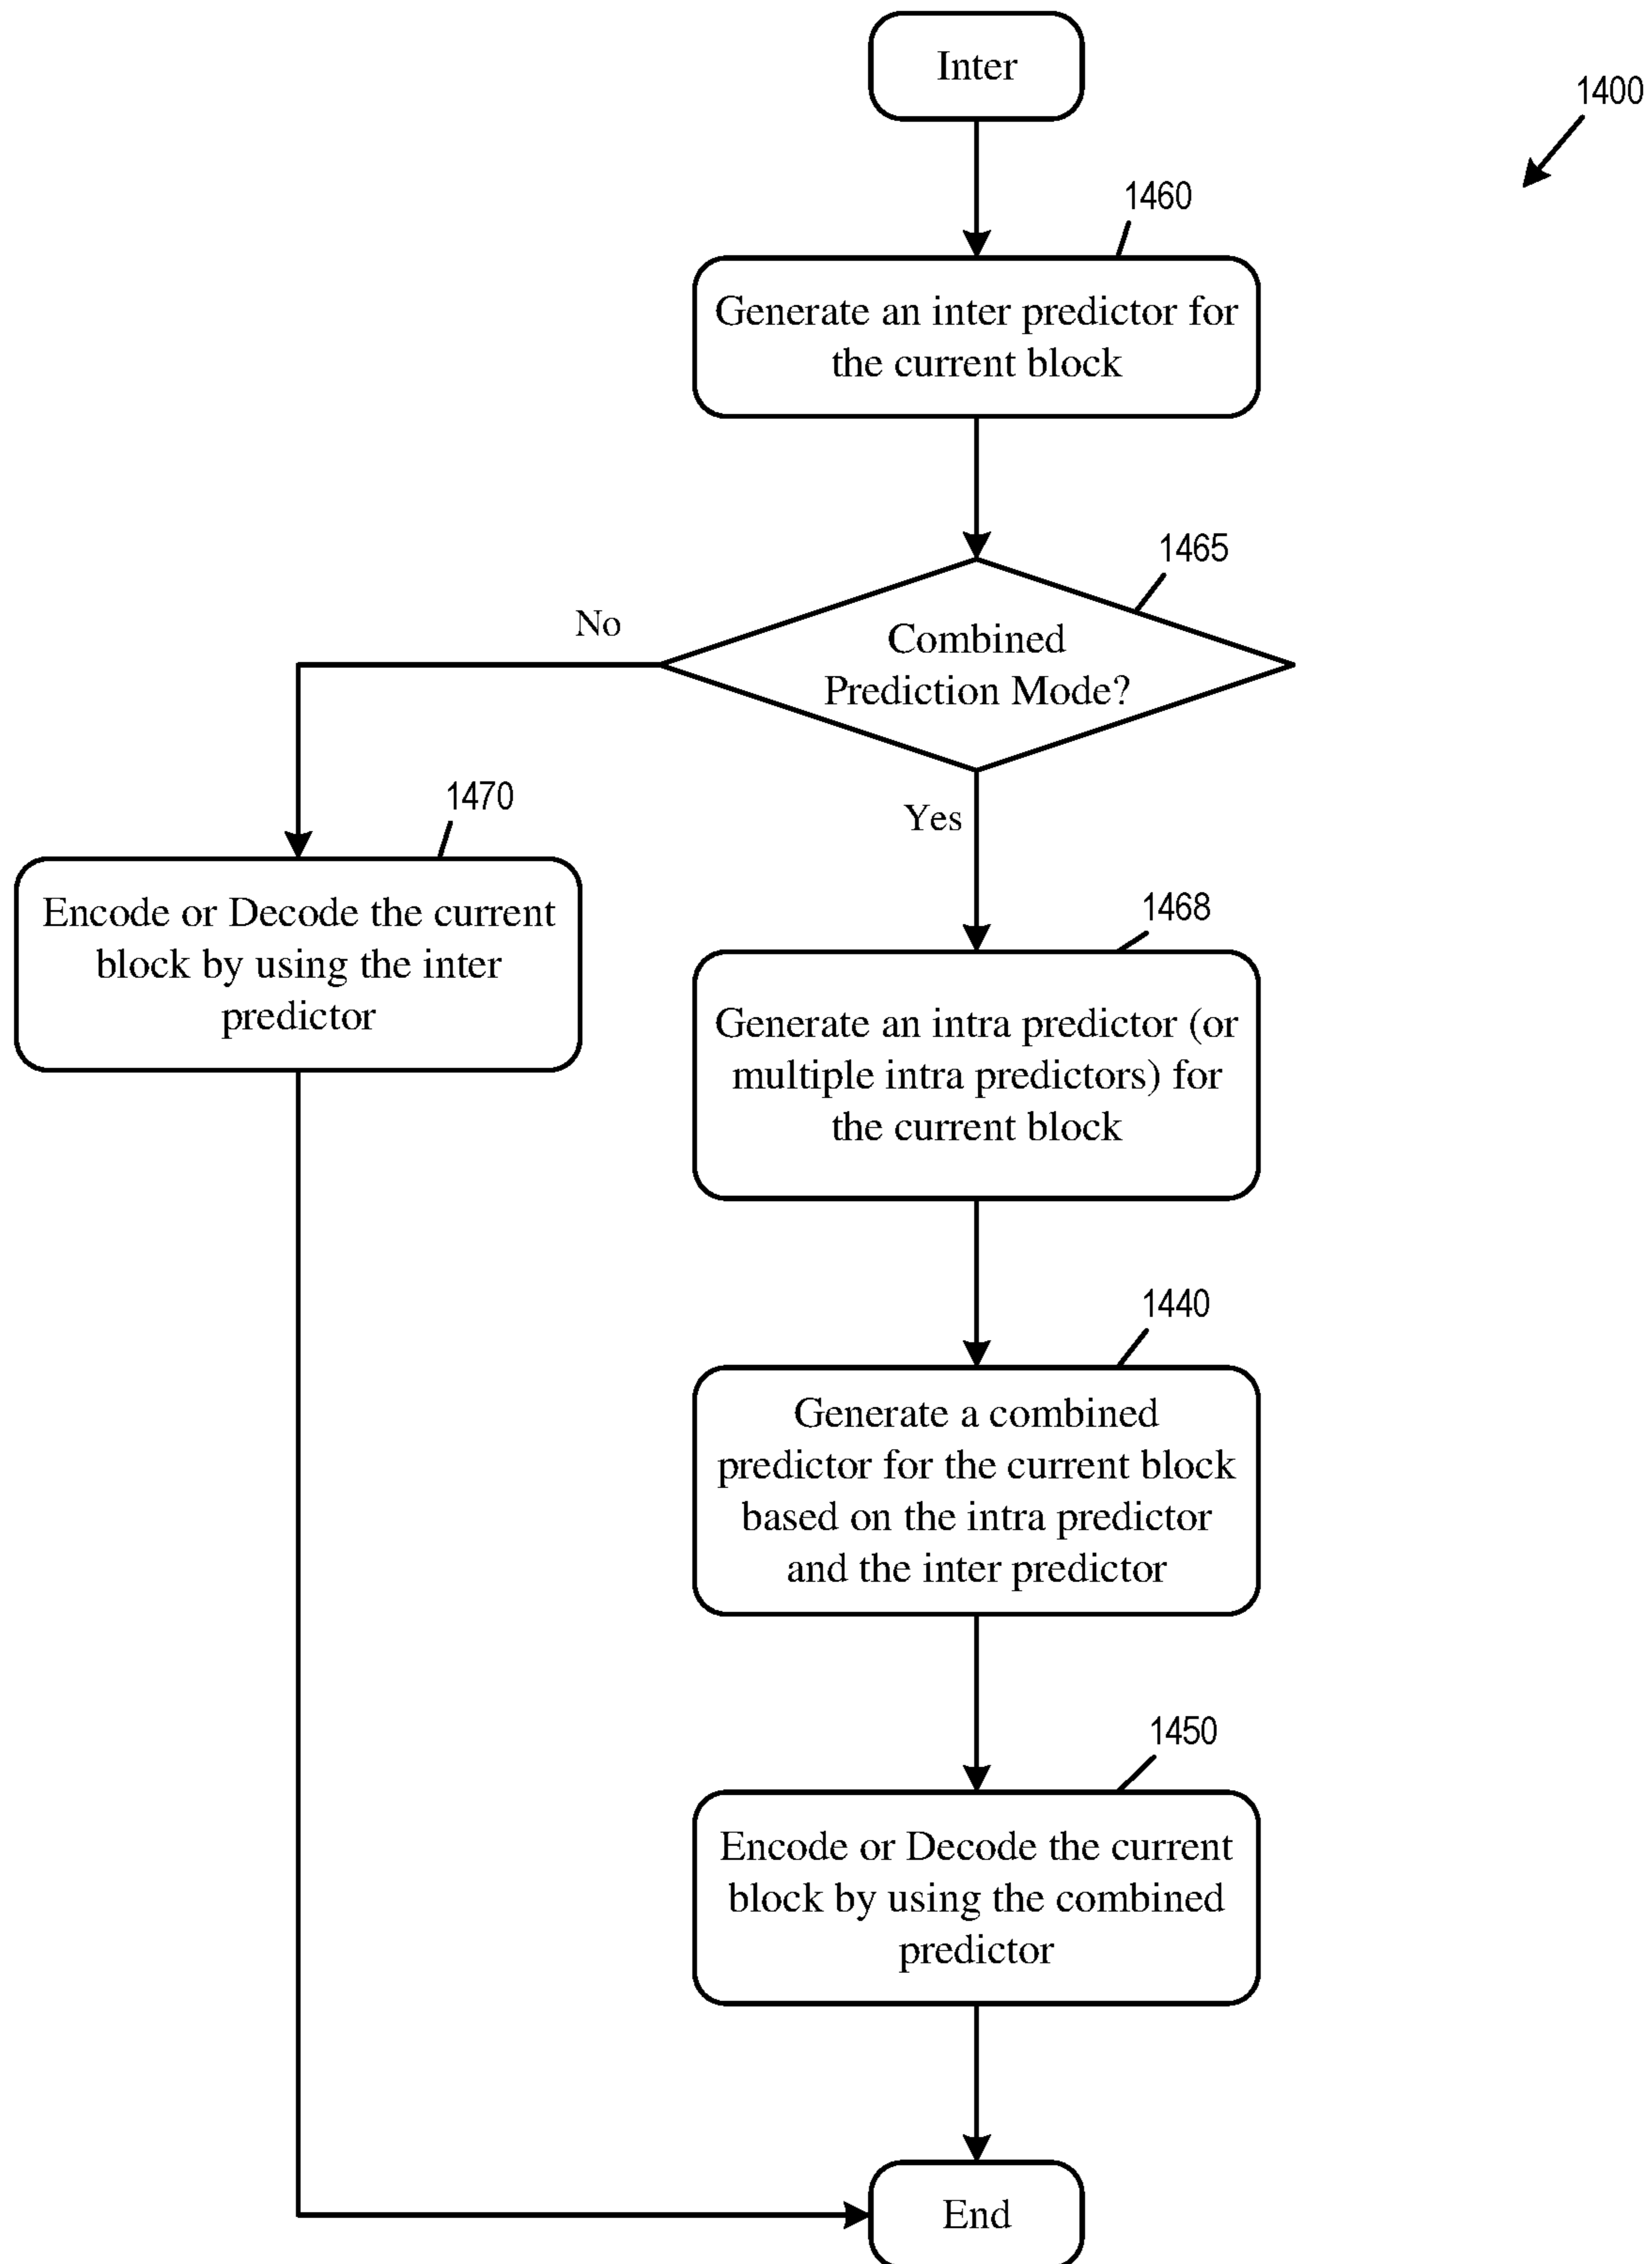 Inter
1400
1460
Generate an inter predictor for
the current block
1465
Combined
Prediction Mode?
No
Yes
1470
Encode or Decode the current
block by using the inter
predictor
1468
Generate an intra predictor (or
multiple intra predictors) for
the current block
1440
Generate a combined
predictor for the current block
based on the intra predictor
and the inter predictor
1450
Encode or Decode the current
block by using the combined
predictor
End